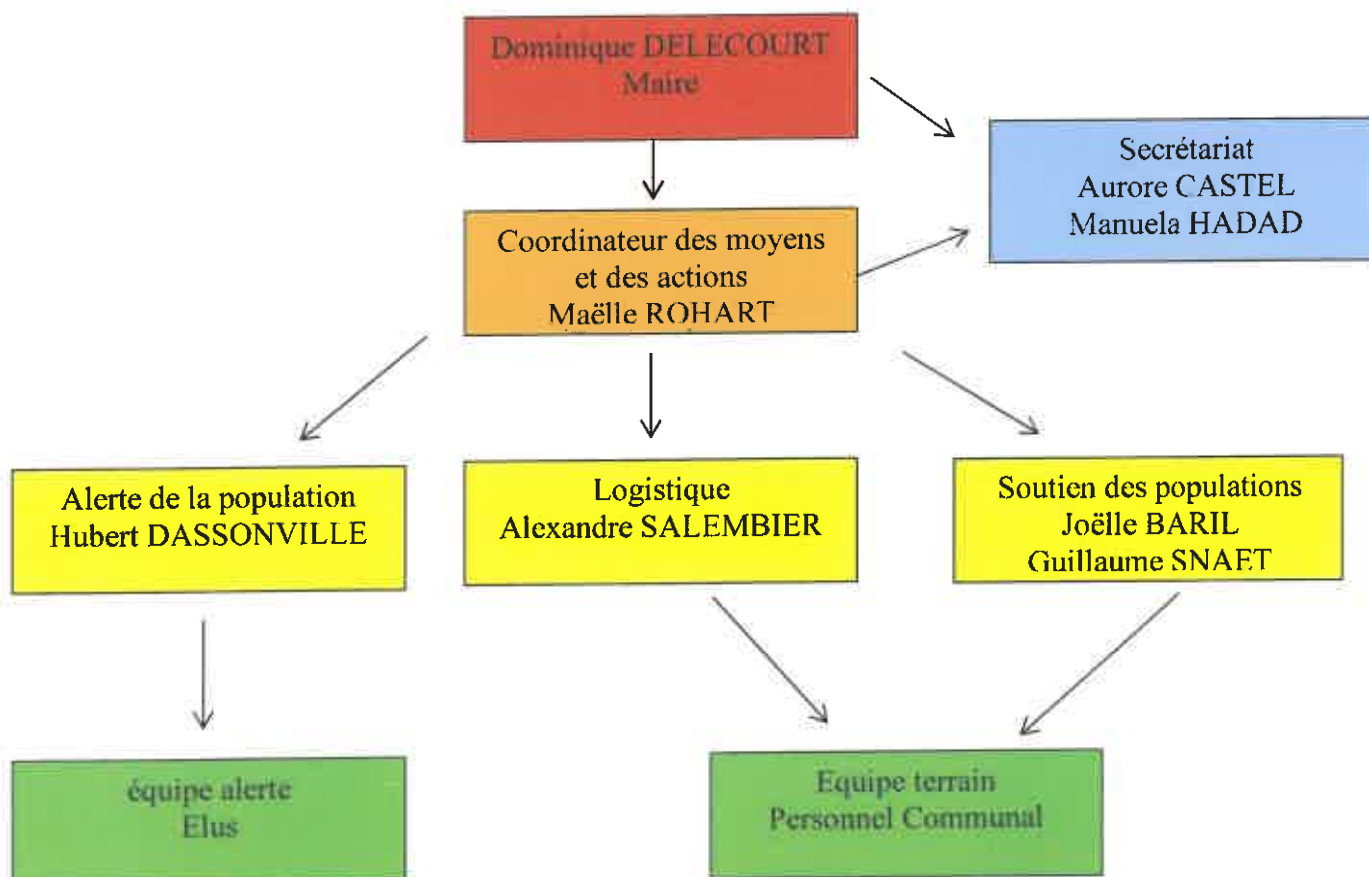 Dominique DELECOURT
Maire
Secrétariat
Aurore CASTEL
Manuela HADAD
Coordinateur des moyens
et des actions
Maëlle ROHART
Alerte de la population
Hubert DASSONVILLE
Logistique
Alexandre SALEMBIER
Soutien des populations
Joëlle BARIL
Guillaume SNAET
équipe alerte
Elus
Equipe terrain
Personnel Communal